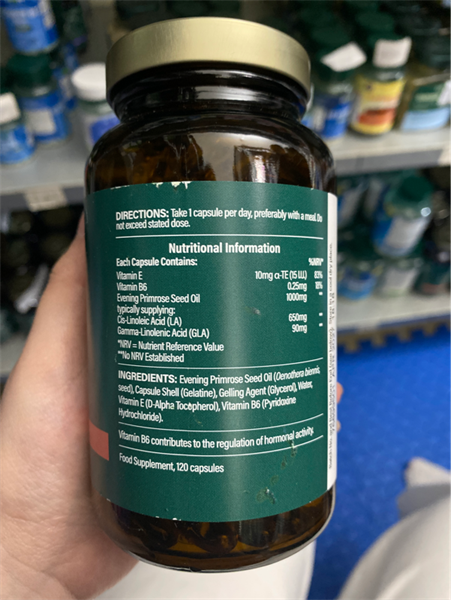 DIRECTIONS: Take 1 capsule per day, preferably with a meal. Do
not exceed stated dose.
Nutritional Information
Each Capsule Contains: %NRV*
Vitamin E 10mg α-TE (15 I.U.) 83%
Vitamin B6 0.25mg 18%
Evening Primrose Seed Oil 1000mg **
typically supplying:
Cis-Linoleic Acid (LA) 650mg **
Gamma-Linolenic Acid (GLA) 90mg **
*NRV = Nutrient Reference Value
**No NRV Established
INGREDIENTS: Evening Primrose Seed Oil (Oenothera biennis
seed), Capsule Shell (Gelatine), Gelling Agent (Glycerol), Water,
Vitamin E (D-Alpha Tocopherol), Vitamin B6 (Pyridoxine
Hydrochloride).
Vitamin B6 contributes to the regulation of hormonal activity.
Food Supplement, 120 capsules